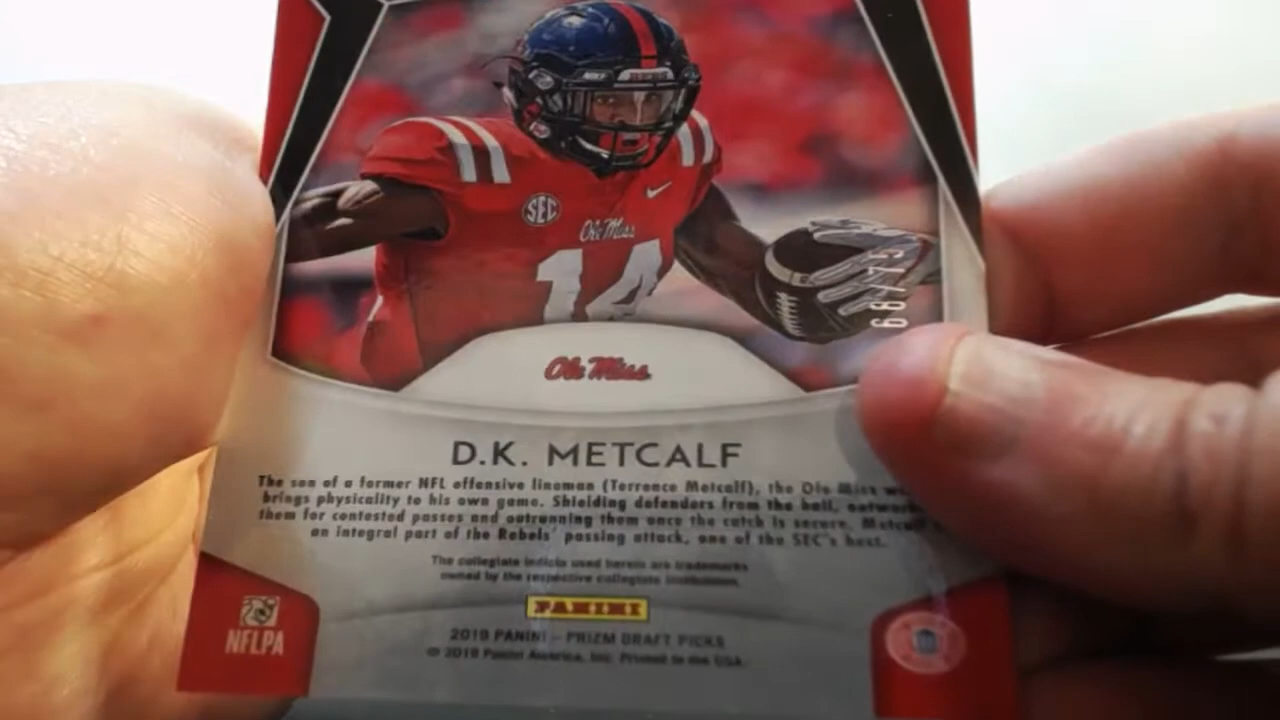 SEC
Ole Miss
14
68/75
Ole Miss
D.K. METCALF
The son of a former NFL offensive lineman (Terrence Metcalf), the Ole Miss
brings physicality to his own game. Shielding defenders from the ball,
them for contested passes and outrunning them once the catch is secure,
an integral part of the Rebels' passing attack, one of the SEC's best.
The collegiate indicia used herein are trademarks
owned by the respective collegiate institutions.
PANINI
NFLPA
2019 PANINI – PRIZM DRAFT PICKS
© 2019 Panini America, Inc. Printed in the USA.